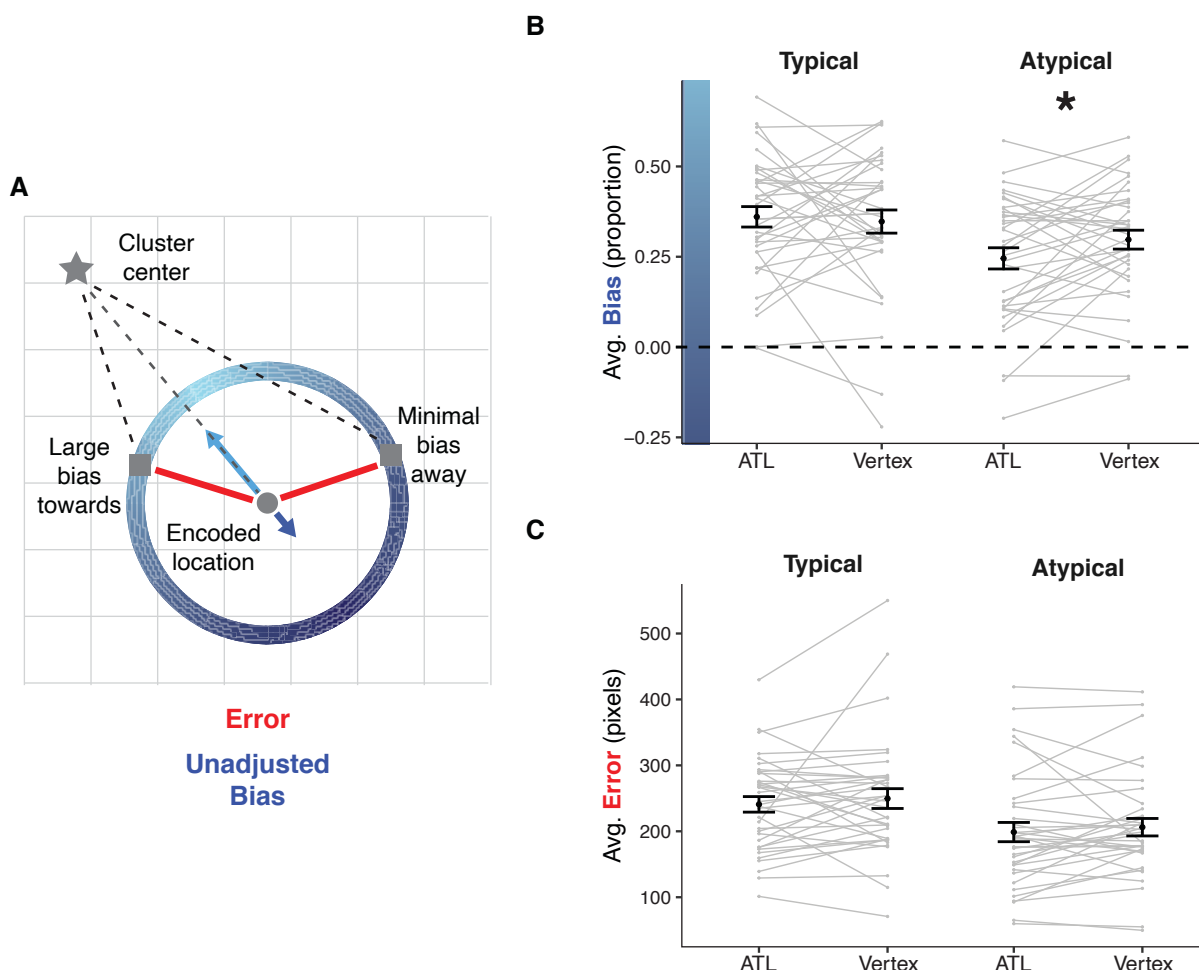 A
Cluster
center
Large
bias
towards
Minimal
bias
away
Encoded
location
Error
Unadjusted
Bias
B
Typical
Atypical
*
Avg. Bias (proportion)
0.50
0.25
0.00
−0.25
ATL
Vertex
ATL
Vertex
C
Typical
Atypical
Avg. Error (pixels)
500
400
300
200
100
ATL
Vertex
ATL
Vertex